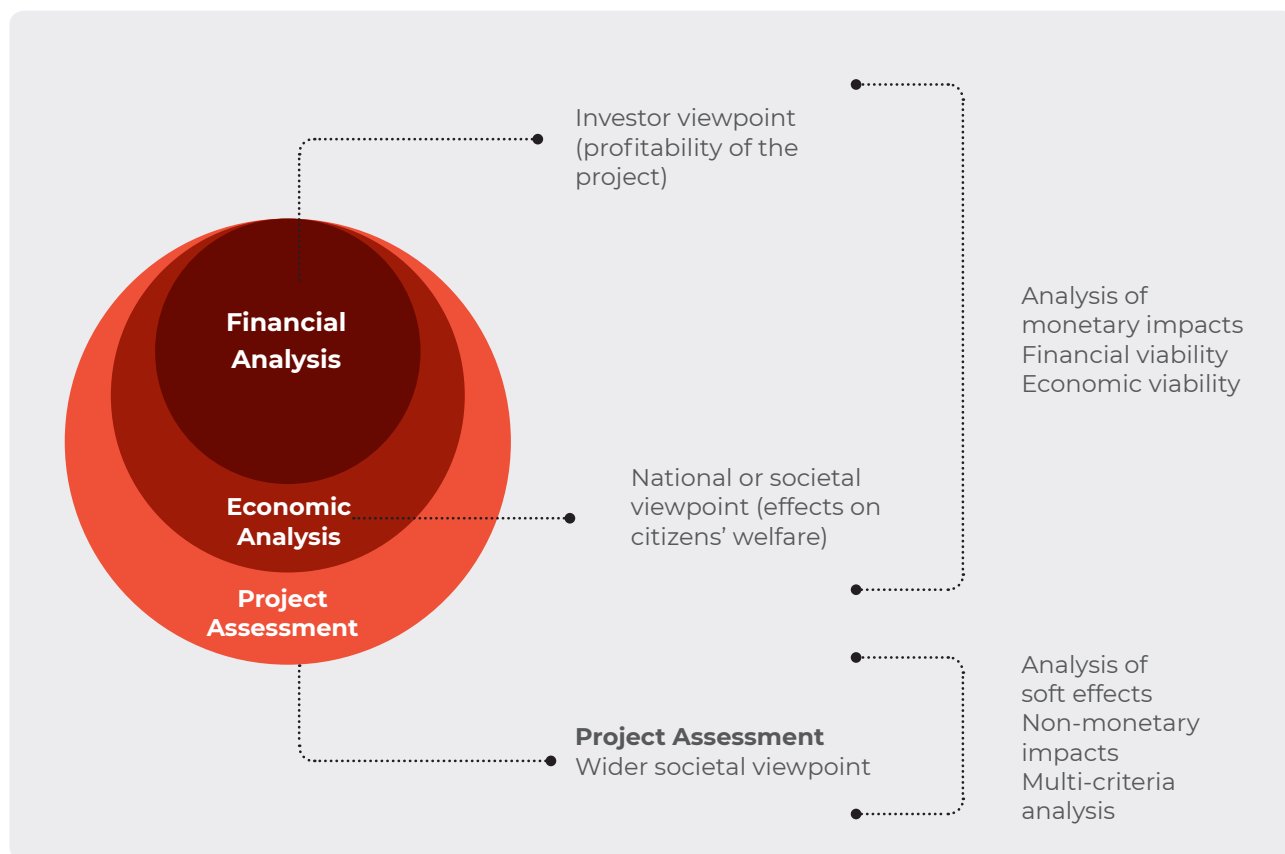 Investor viewpoint
(profitability of the
project)
Financial
Analysis
Analysis of
monetary impacts
Financial viability
Economic viability
Economic
Analysis
National or societal
viewpoint (effects on
citizens’ welfare)
Project
Assessment
Project Assessment
Wider societal viewpoint
Analysis of
soft effects
Non-monetary
impacts
Multi-criteria
analysis